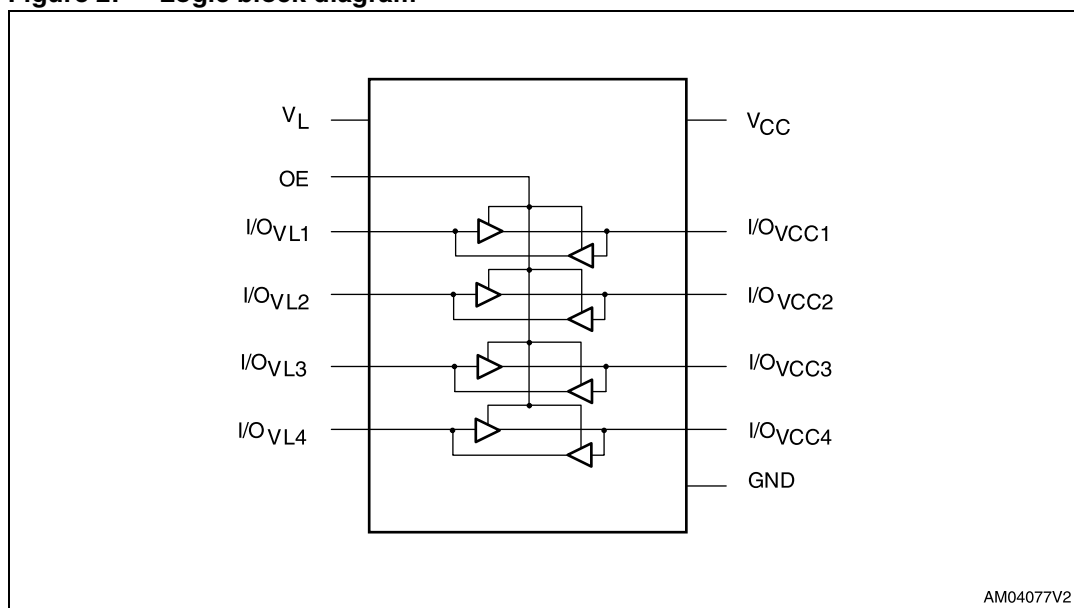 Figure 2. Logic block diagram
VL VCC
OE
I/OVL1 I/OVCC1
I/OVL2 I/OVCC2
I/OVL3 I/OVCC3
I/OVL4 I/OVCC4
GND
AM04077V2